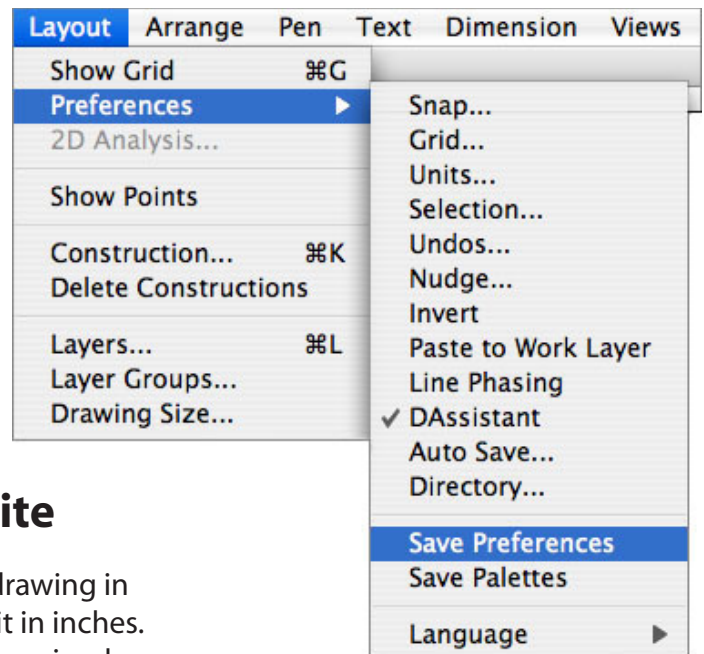 Layout Arrange Pen Text Dimension Views
Show Grid ⌘G
Preferences ▶
2D Analysis...
Show Points
Construction... ⌘K
Delete Constructions
Layers... ⌘L
Layer Groups...
Drawing Size...
Snap...
Grid...
Units...
Selection...
Undos...
Nudge...
Invert
Paste to Work Layer
Line Phasing
✓ DAssistant
Auto Save...
Directory...
Save Preferences
Save Palettes
Language ▶
ite
drawing in
it in inches.